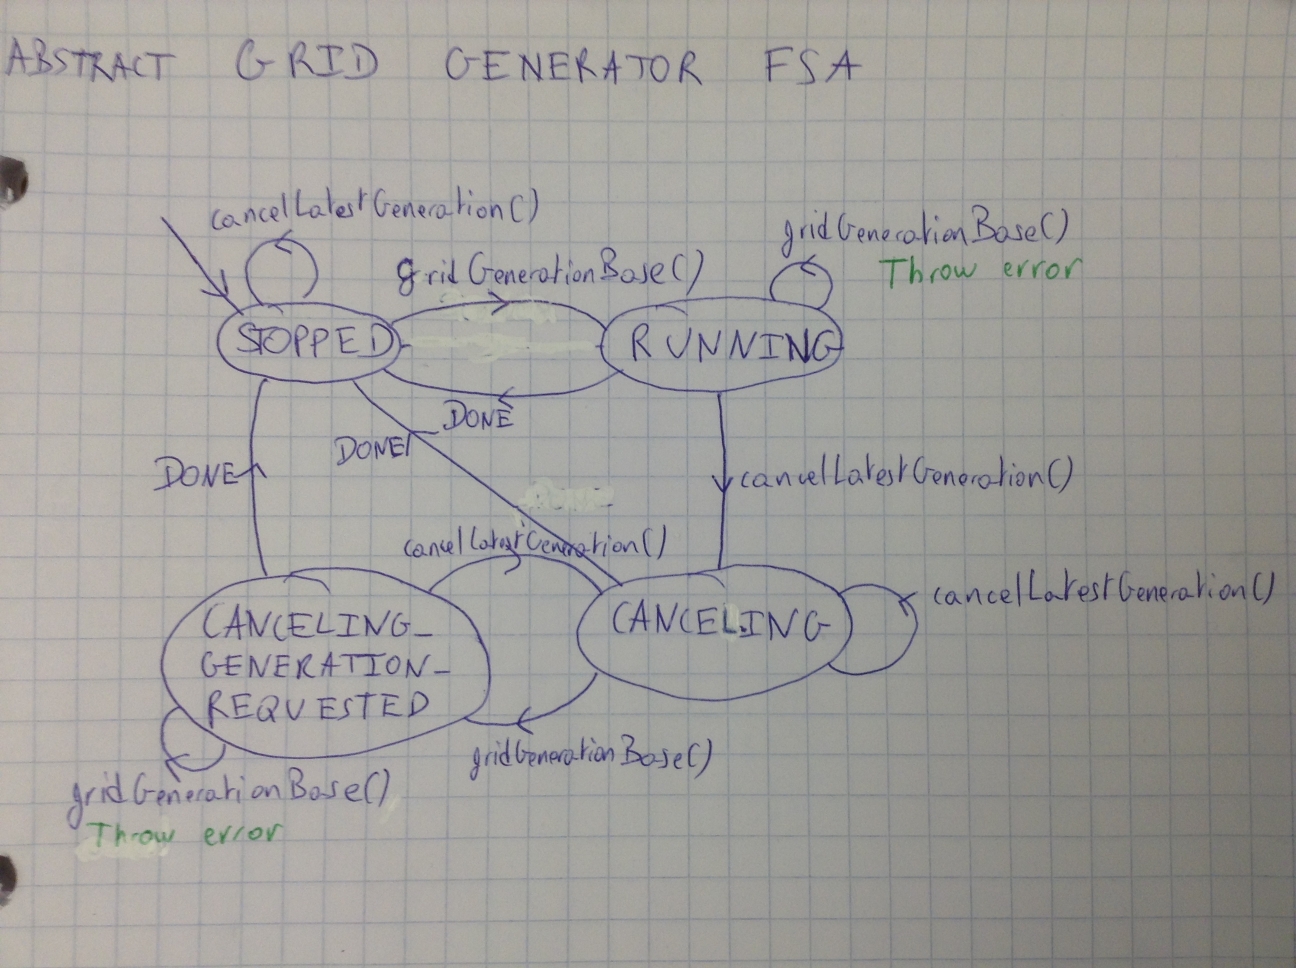 ABSTRACT GRID GENERATOR FSA
cancelLatestGeneration()
gridGenerationBase()
Throw error
gridGenerationBase()
STOPPED
RUNNING
DONE
DONE
DONE
cancelLatestGeneration()
cancelLatestGeneration()
cancelLatestGeneration()
CANCELING_
GENERATION_
REQUESTED
CANCELING
gridGenerationBase()
gridGenerationBase()
Throw error